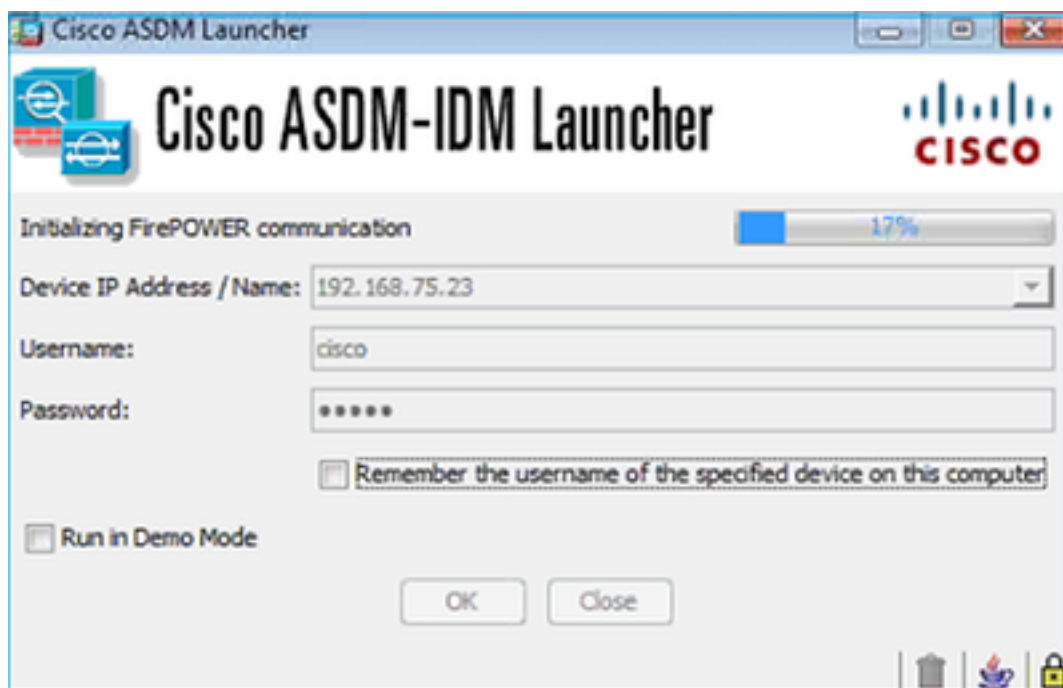 Cisco ASDM Launcher
Cisco ASDM-IDM Launcher
CISCO
Initializing FirePOWER communication
17%
Device IP Address / Name: 192.168.75.23
Username: cisco
Password: •••••
Remember the username of the specified device on this computer
Run in Demo Mode
OK Close